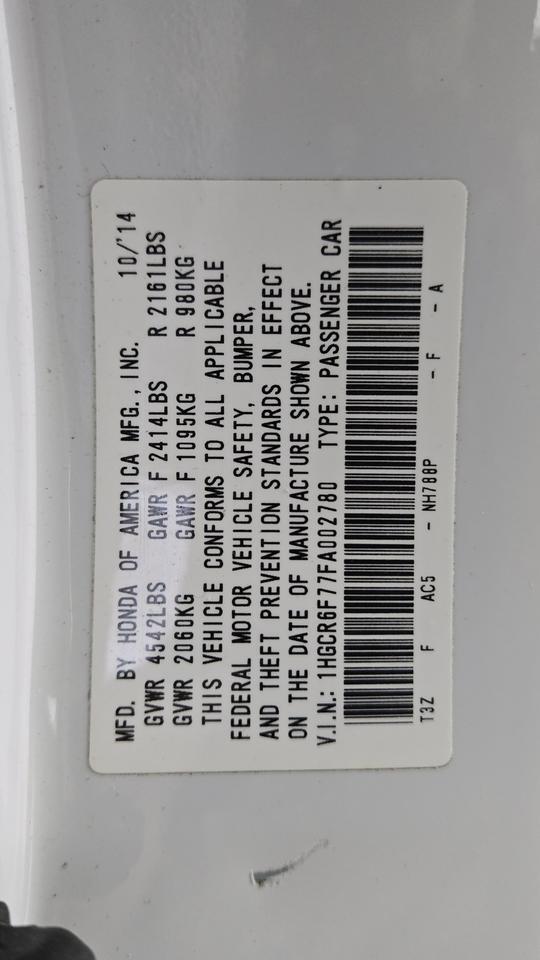 MFD. BY HONDA OF AMERICA MFG., INC. 10/'14
GVWR 4542LBS GAWR F 2414LBS R 2161LBS
GVWR 2060KG GAWR F 1095KG R 980KG
THIS VEHICLE CONFORMS TO ALL APPLICABLE
FEDERAL MOTOR VEHICLE SAFETY, BUMPER,
AND THEFT PREVENTION STANDARDS IN EFFECT
ON THE DATE OF MANUFACTURE SHOWN ABOVE.
V.I.N.: 1HGCR6F77FA002780 TYPE: PASSENGER CAR
T3Z F AC5 - NH788P - F - A